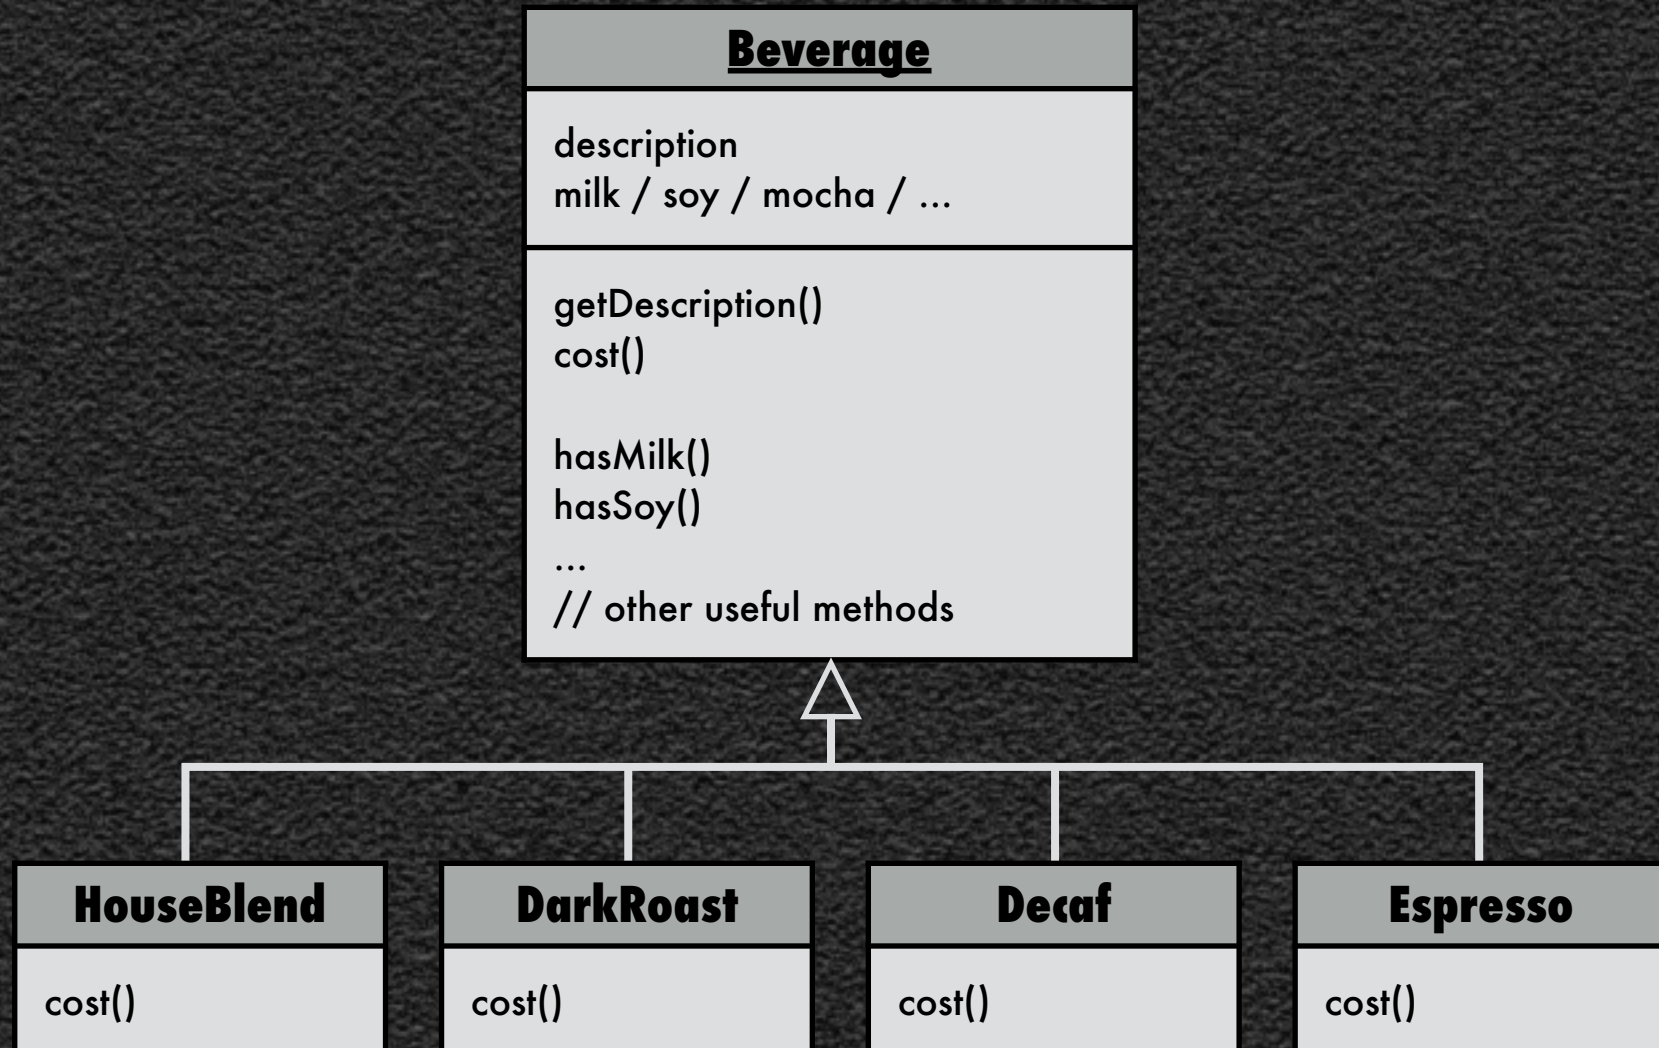 Beverage
description
milk / soy / mocha / ...
getDescription()
cost()
hasMilk()
hasSoy()
...
// other useful methods
HouseBlend
DarkRoast
Decaf
Espresso
cost()
cost()
cost()
cost()